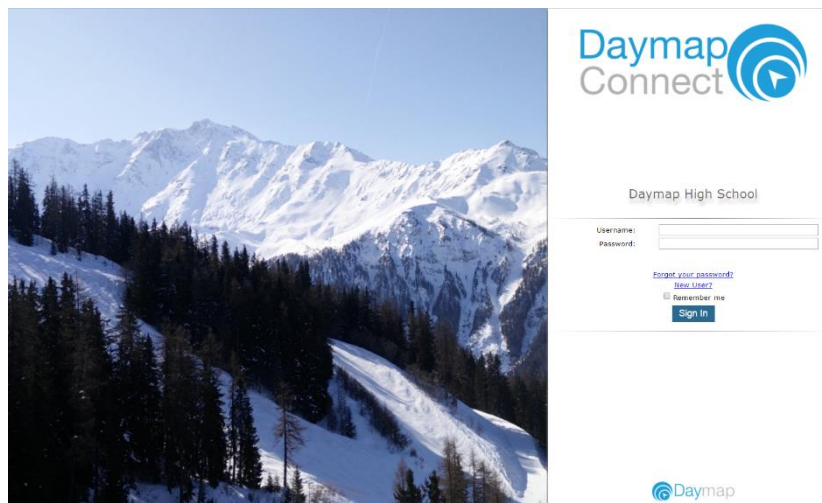 Daymap
Connect
Daymap High School
Username:
Password:
Forgot your password?
New User?
Remember me
Sign In
Daymap